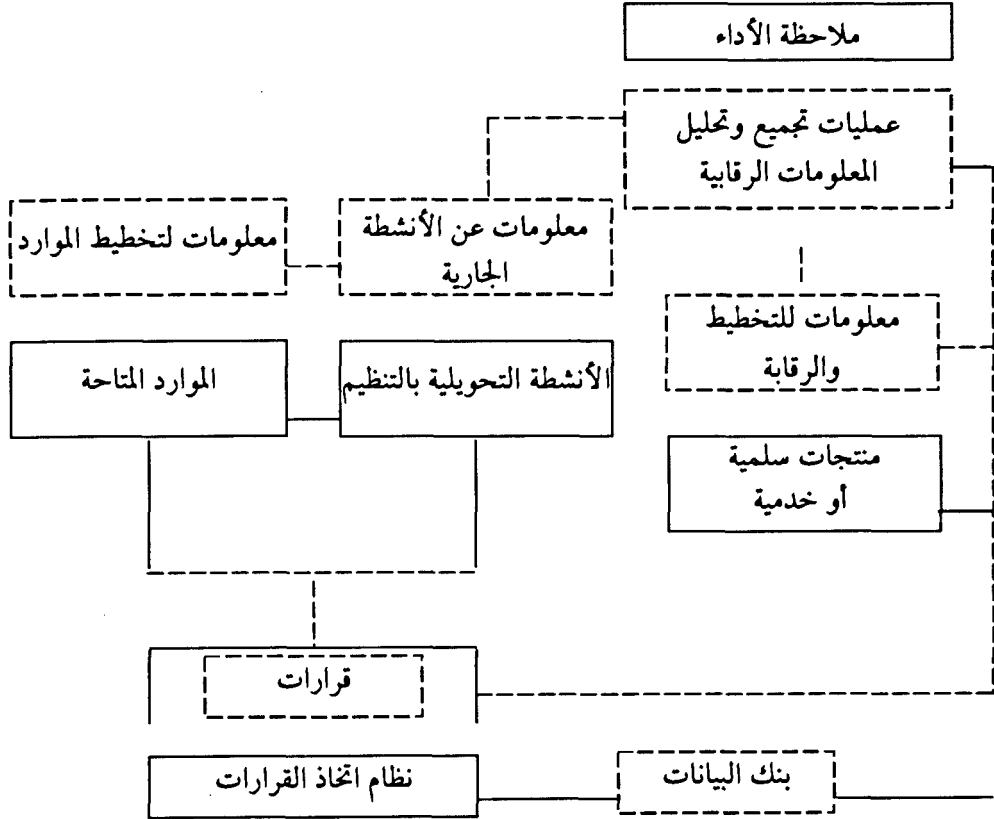 ملاحظة الأداء
عمليات تجميع وتحليل
المعلومات الرقابية
معلومات عن الأنشطة
الجارية
معلومات لتخطيط الموارد
معلومات للتخطيط
والرقابة
الأنشطة التحويلية بالتنظيم
الموارد المتاحة
منتجات سلمية
أو خدمية
قرارات
بنك البيانات
نظام اتخاذ القرارات